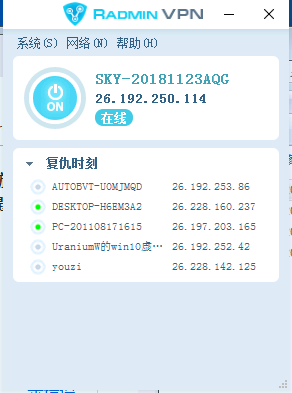 RADMIN VPN
系统(S) 网络(N) 帮助(H)
SKY-20181123AQG
26.192.250.114
ON
在线
复仇时刻
AUTOBVT-UOMJMQD 26.192.253.86
DESKTOP-H6EM3A2 26.228.160.237
PC-201108171615 26.197.203.165
UraniumW的win10虚… 26.192.252.42
youzi 26.228.142.125